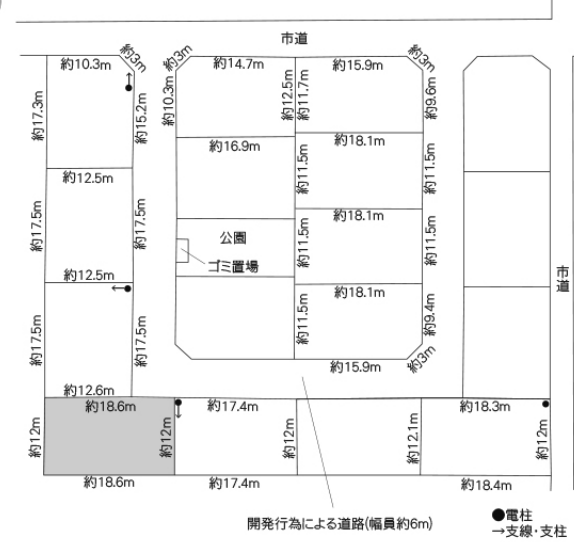 市道
約10.3m
約3m
約3m
約14.7m
約15.9m
約3m
約17.3m
約15.2m
約10.3m
約12.5m
約11.7m
約9.6m
約12.5m
約16.9m
約18.1m
約17.5m
約17.5m
約11.5m
約11.5m
公園
ゴミ置場
約18.1m
約11.5m
約11.5m
市道
約12.5m
約18.1m
約17.5m
約17.5m
約11.5m
約9.4m
約3m
約15.9m
約12.6m
約18.6m
約17.4m
約18.3m
約12m
約12m
約12m
約12.1m
約12m
約18.6m
約17.4m
約18.4m
開発行為による道路(幅員約6m)
●電柱
→支線・支柱